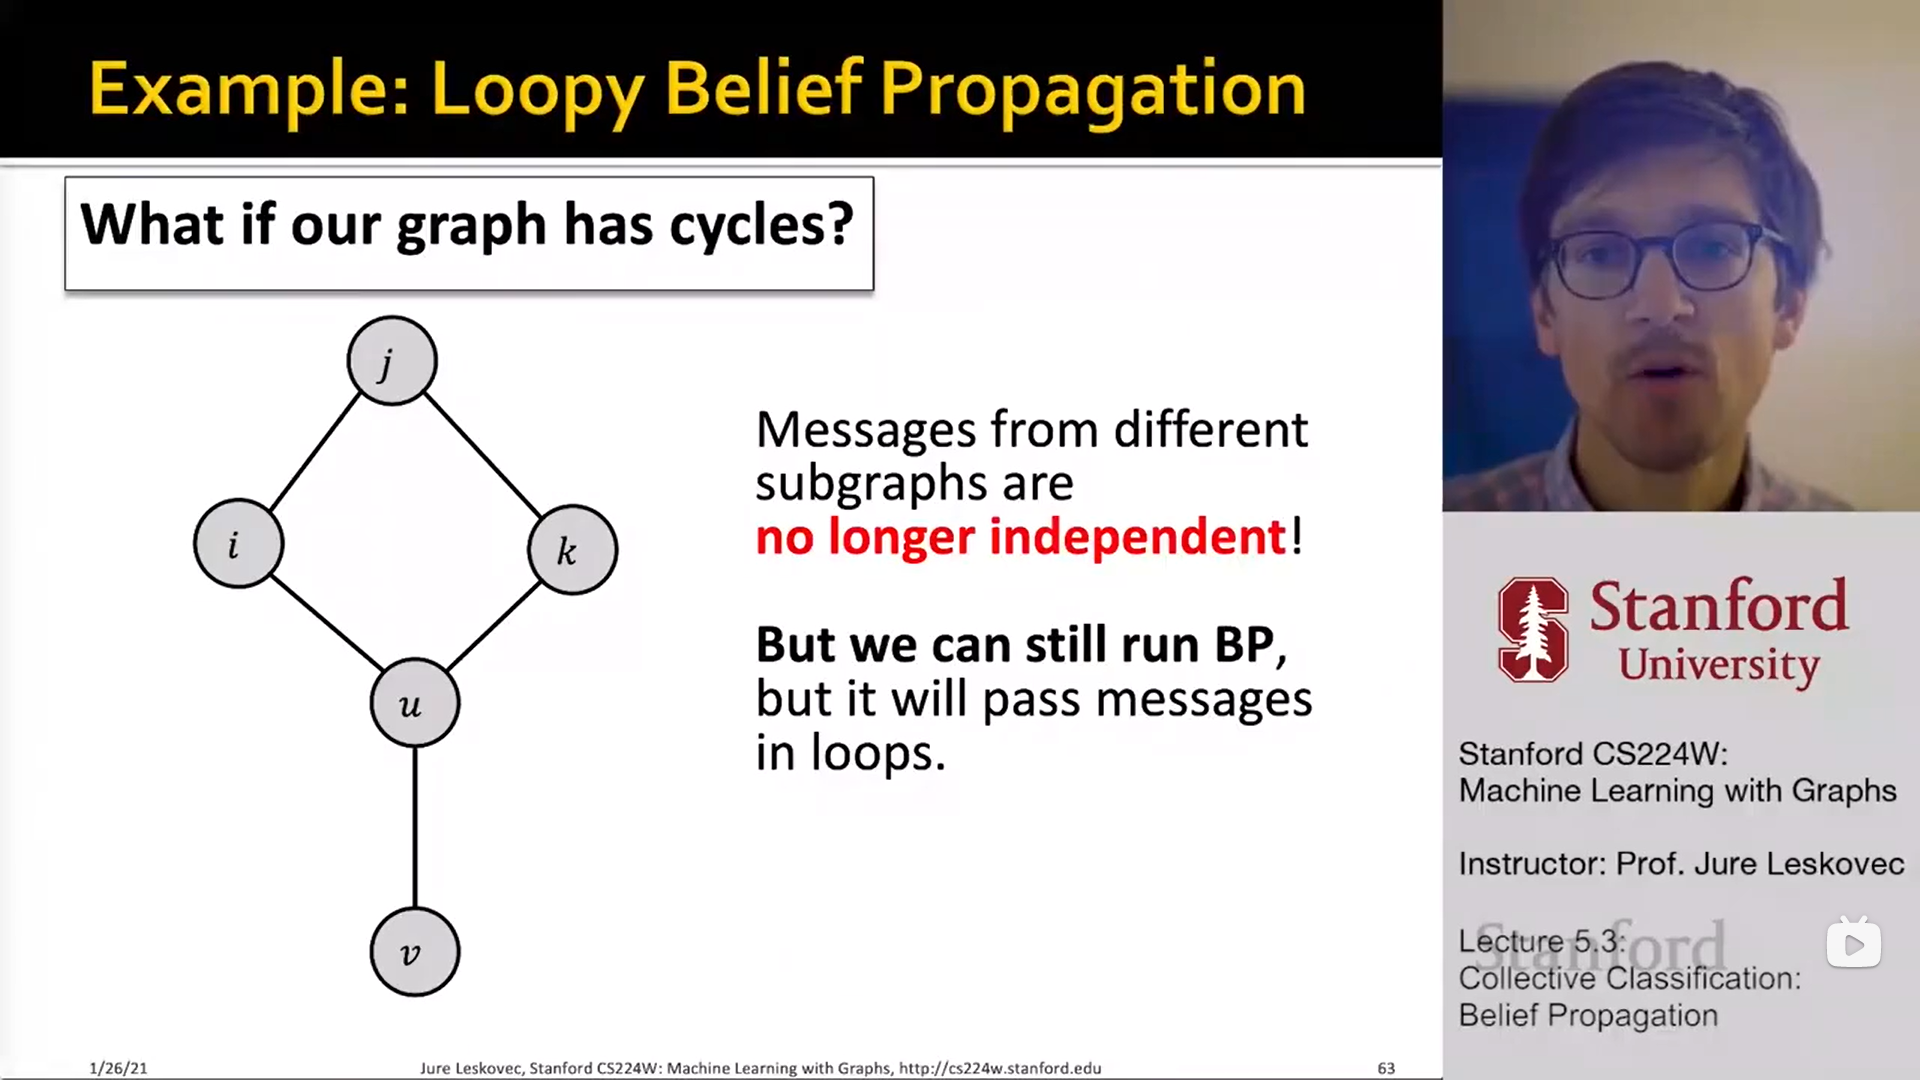 Example: Loopy Belief Propagation
What if our graph has cycles?
j
i
k
u
v
Messages from different
subgraphs are
no longer independent!
But we can still run BP,
but it will pass messages
in loops.
1/26/21
Jure Leskovec, Stanford CS224W: Machine Learning with Graphs, http://cs224w.stanford.edu
63
Stanford
University
Stanford CS224W:
Machine Learning with Graphs
Instructor: Prof. Jure Leskovec
Stanford
Lecture 5.3:
Collective Classification:
Belief Propagation